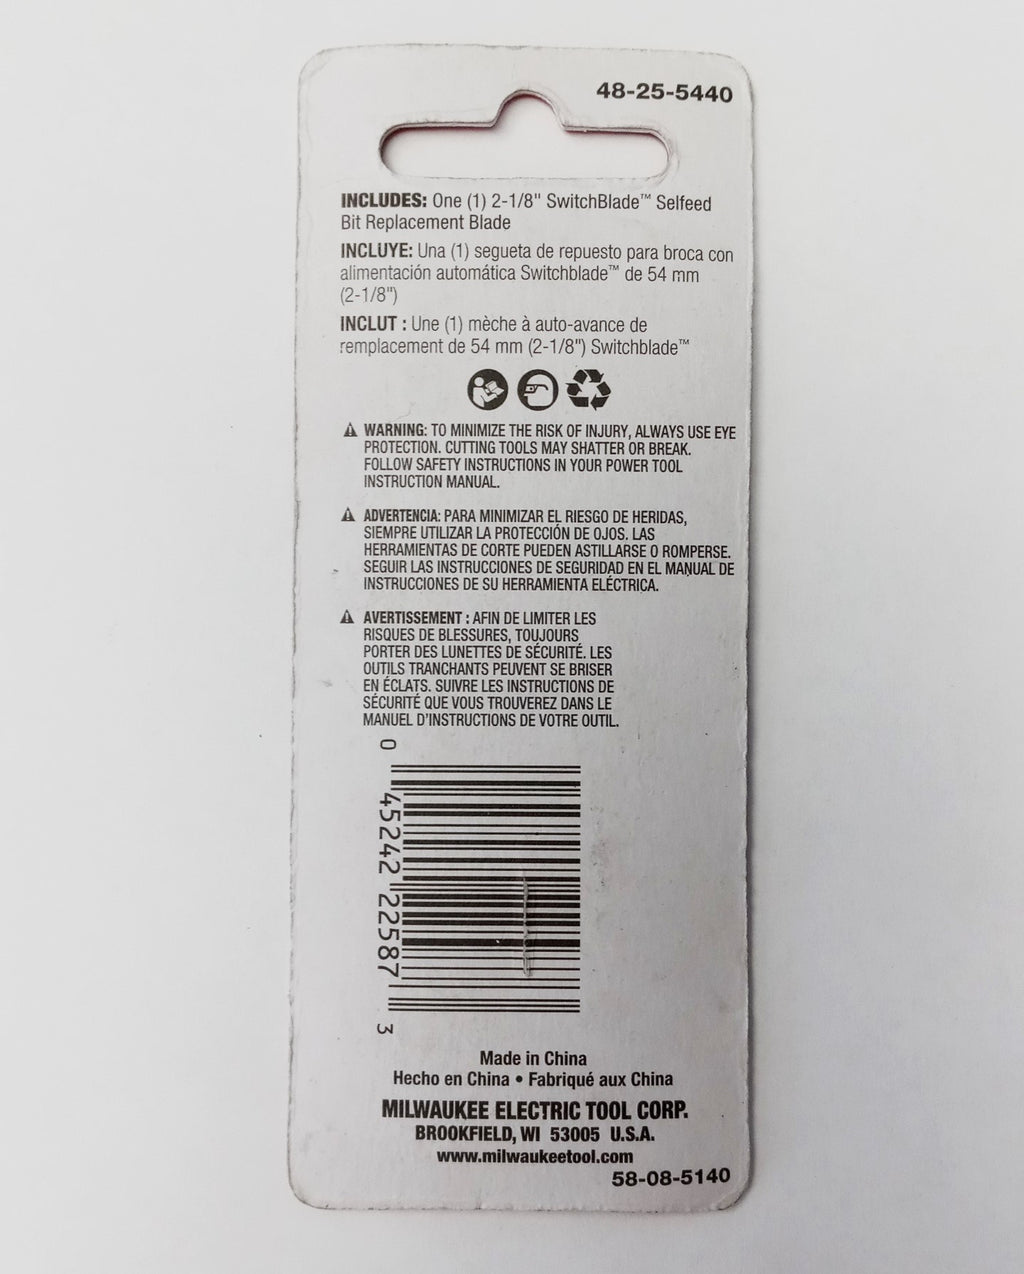 48-25-5440
INCLUDES: One (1) 2-1/8" SwitchBlade™ Selfeed
Bit Replacement Blade
INCLUYE: Una (1) segueta de repuesto para broca con
alimentación automática Switchblade™ de 54 mm
(2-1/8")
INCLUT : Une (1) mèche à auto-avance de
remplacement de 54 mm (2-1/8") Switchblade™
WARNING: TO MINIMIZE THE RISK OF INJURY, ALWAYS USE EYE
PROTECTION. CUTTING TOOLS MAY SHATTER OR BREAK.
FOLLOW SAFETY INSTRUCTIONS IN YOUR POWER TOOL
INSTRUCTION MANUAL.
ADVERTENCIA: PARA MINIMIZAR EL RIESGO DE HERIDAS,
SIEMPRE UTILIZAR LA PROTECCIÓN DE OJOS. LAS
HERRAMIENTAS DE CORTE PUEDEN ASTILLARSE O ROMPERSE.
SEGUIR LAS INSTRUCCIONES DE SEGURIDAD EN EL MANUAL DE
INSTRUCCIONES DE SU HERRAMIENTA ELÉCTRICA.
AVERTISSEMENT : AFIN DE LIMITER LES
RISQUES DE BLESSURES, TOUJOURS
PORTER DES LUNETTES DE SÉCURITÉ. LES
OUTILS TRANCHANTS PEUVENT SE BRISER
EN ÉCLATS. SUIVRE LES INSTRUCTIONS DE
SÉCURITÉ QUE VOUS TROUVEREZ DANS LE
MANUEL D'INSTRUCTIONS DE VOTRE OUTIL.
0 45242 22587 3
Made in China
Hecho en China • Fabriqué aux China
MILWAUKEE ELECTRIC TOOL CORP.
BROOKFIELD, WI 53005 U.S.A.
www.milwaukeetool.com
58-08-5140